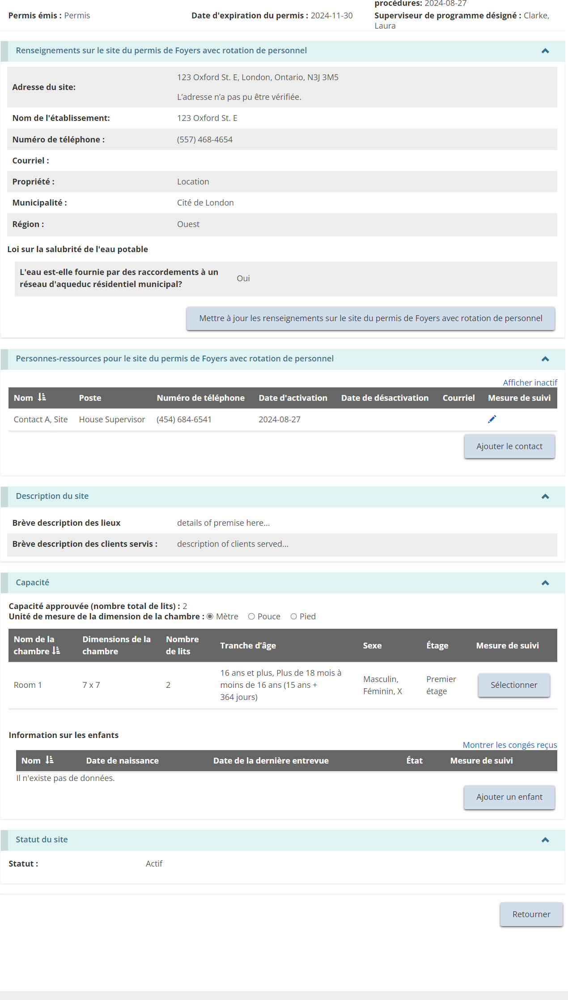 procédures: 2024-08-27
Permis émis : Permis
Date d'expiration du permis : 2024-11-30
Superviseur de programme désigné : Clarke,
Laura
Renseignements sur le site du permis de Foyers avec rotation de personnel
Adresse du site:
123 Oxford St. E, London, Ontario, N3J 3M5
L’adresse n’a pas pu être vérifiée.
Nom de l'établissement: 123 Oxford St. E
Numéro de téléphone : (557) 468-4654
Courriel :
Propriété : Location
Municipalité : Cité de London
Région : Ouest
Loi sur la salubrité de l'eau potable
L'eau est-elle fournie par des raccordements à un
réseau d'aqueduc résidentiel municipal?
Oui
Mettre à jour les renseignements sur le site du permis de Foyers avec rotation de personnel
Personnes-ressources pour le site du permis de Foyers avec rotation de personnel
Afficher inactif
Nom Poste Numéro de téléphone Date d'activation Date de désactivation Courriel Mesure de suivi
Contact A, Site House Supervisor (454) 684-6541 2024-08-27
Ajouter le contact
Description du site
Brève description des lieux details of premise here...
Brève description des clients servis : description of clients served...
Capacité
Capacité approuvée (nombre total de lits) : 2
Unité de mesure de la dimension de la chambre : Mètre Pouce Pied
Nom de la
chambre
Dimensions de la
chambre
Nombre
de lits
Tranche d’âge
Sexe
Étage
Mesure de suivi
Room 1
7 x 7
2
16 ans et plus, Plus de 18 mois à
moins de 16 ans (15 ans +
364 jours)
Masculin,
Féminin, X
Premier
étage
Sélectionner
Information sur les enfants
Montrer les congés reçus
Nom Date de naissance Date de la dernière entrevue État Mesure de suivi
Il n'existe pas de données.
Ajouter un enfant
Statut du site
Statut : Actif
Retourner